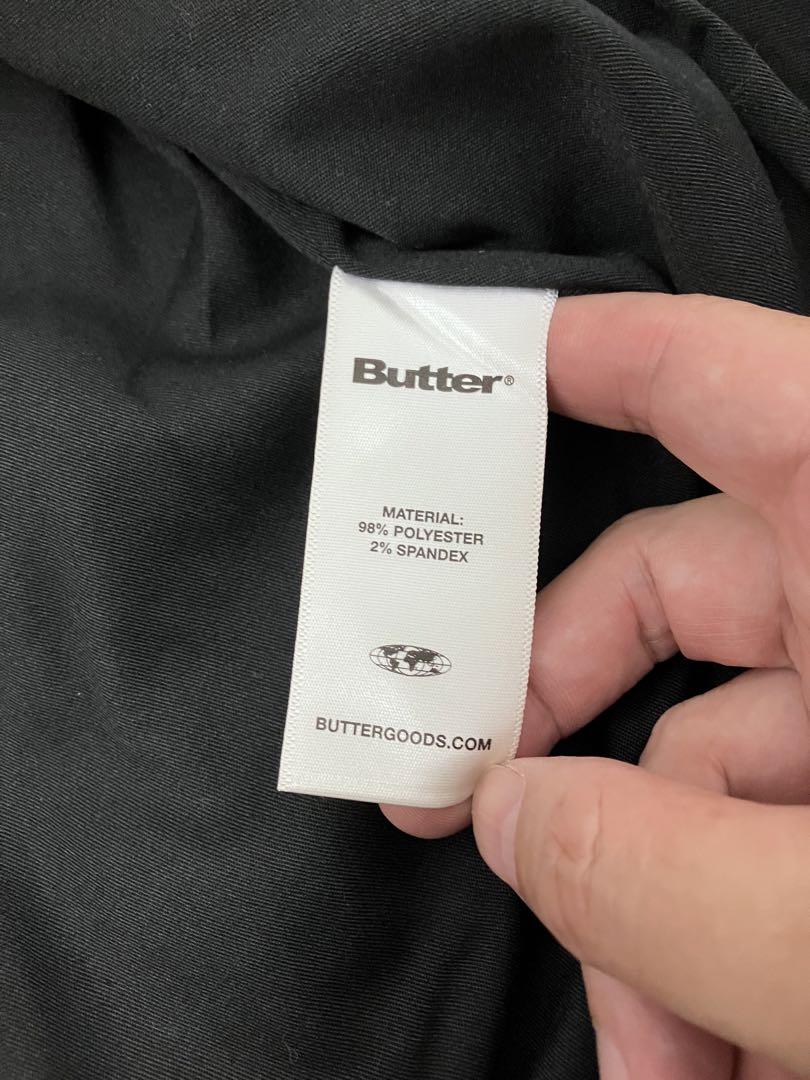 Butter®
MATERIAL:
98% POLYESTER
2% SPANDEX
BUTTERGOODS.COM